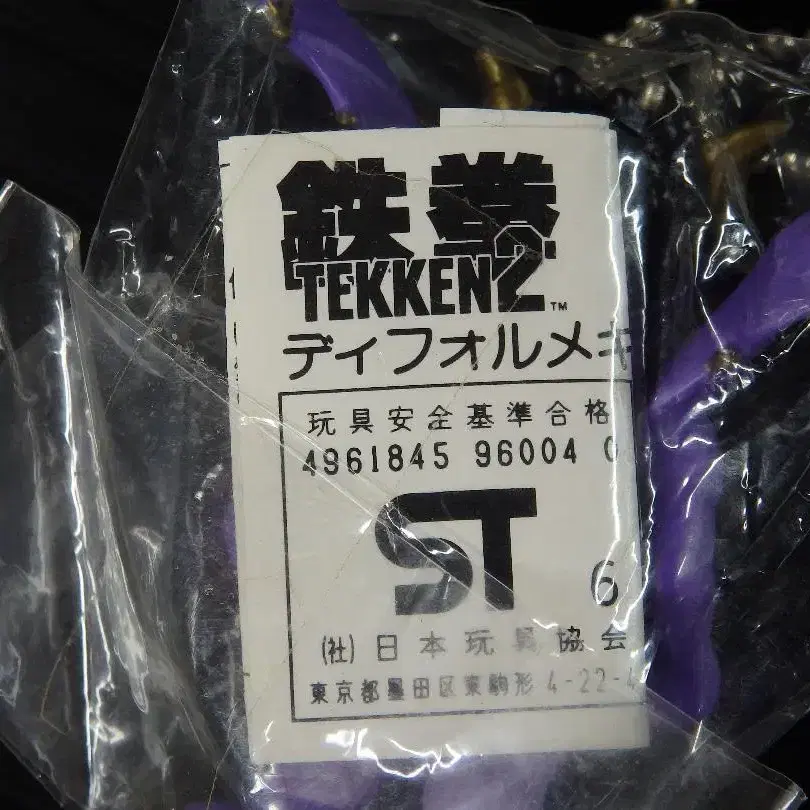 鉄拳
TEKKEN2™
ディフォルメキ
玩具安全基準合格
4961845 96004 0
ST
6
(社)日本玩具協会
東京都墨田区東駒形 4-22-4